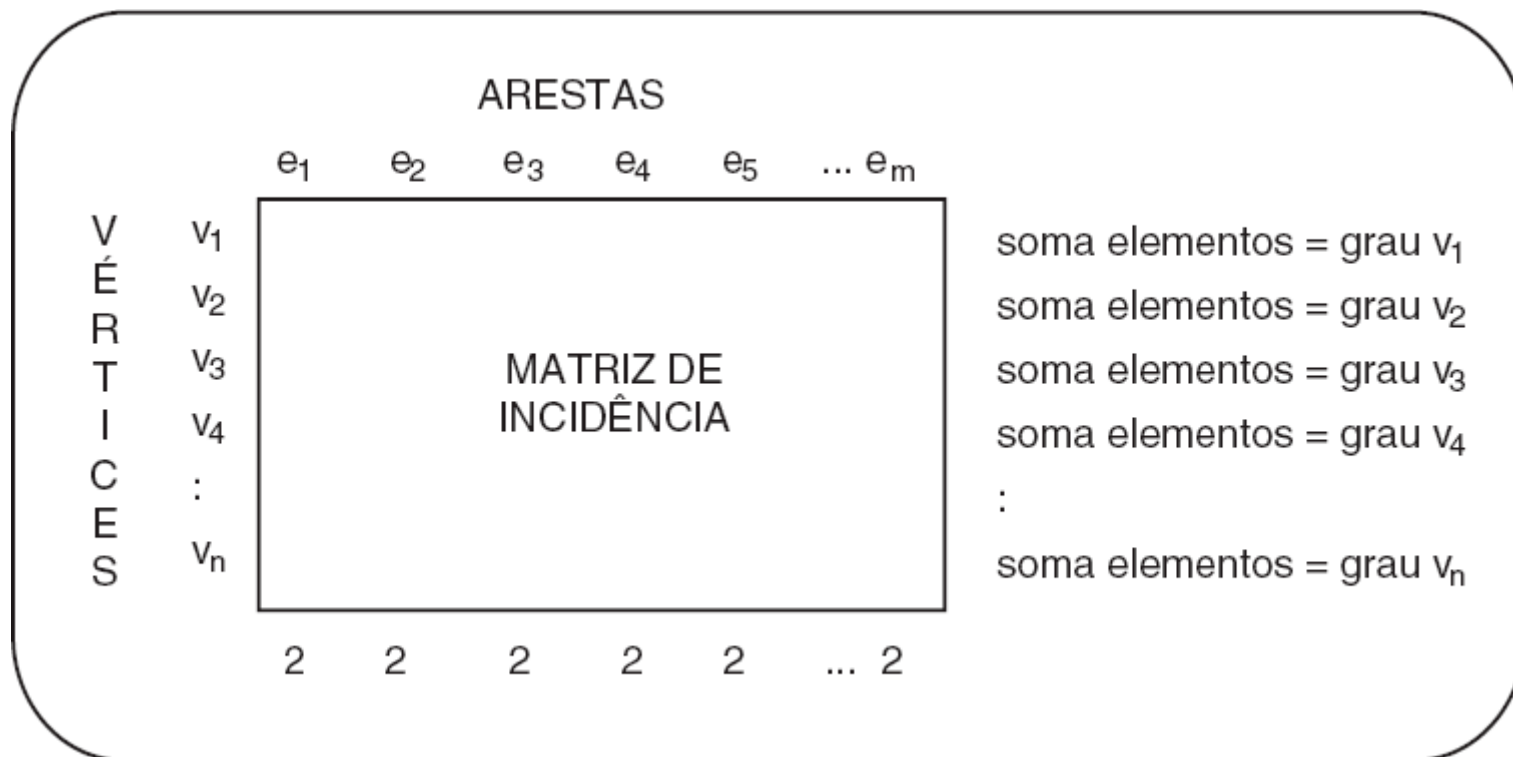 ARESTAS
e1 e2 e3 e4 e5 ... em
VÉRTICES
v1 soma elementos = grau v1
v2 soma elementos = grau v2
v3 soma elementos = grau v3
v4 soma elementos = grau v4
: :
vn soma elementos = grau vn
MATRIZ DE
INCIDÊNCIA
2 2 2 2 2 ... 2